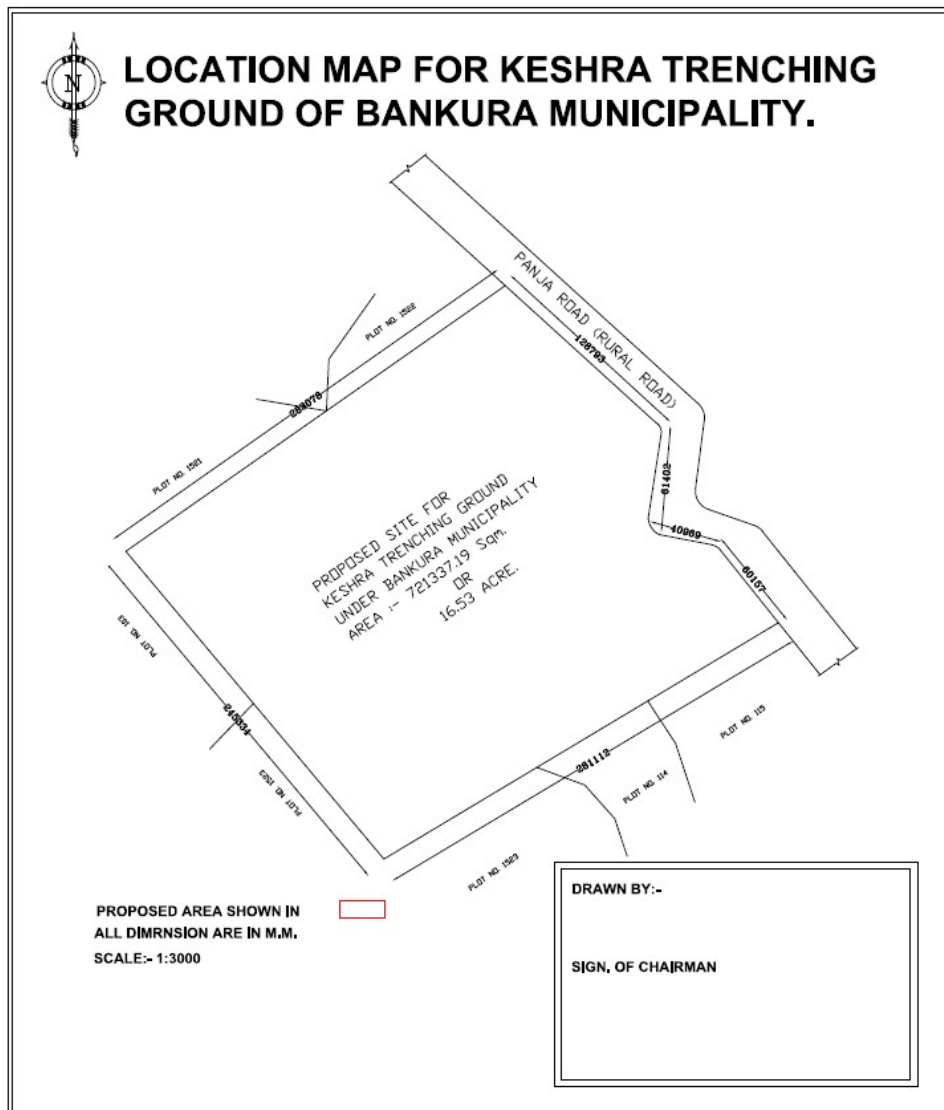 N
LOCATION MAP FOR KESHRA TRENCHING
GROUND OF BANKURA MUNICIPALITY.
PANJA ROAD (RURAL ROAD)
PLOT NO. 1522
128793
PLOT NO. 1521
61402
40969
60157
PROPOSED SITE FOR
KESHRA TRENCHING GROUND
UNDER BANKURA MUNICIPALITY
AREA :- 721337.19 Sqm.
OR
16.53 ACRE.
PLOT NO. 103
245334
PLOT NO. 1523
281112
PLOT NO. 115
PLOT NO. 114
PLOT NO. 1523
PROPOSED AREA SHOWN IN
ALL DIMRNSION ARE IN M.M.
SCALE:- 1:3000
DRAWN BY:-
SIGN. OF CHAIRMAN